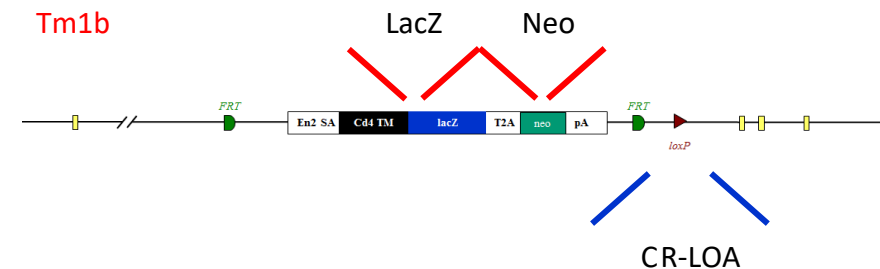 Tm1b LacZ Neo
FRT FRT
En2 SA Cd4 TM lacZ T2A neo pA
loxP
CR-LOA